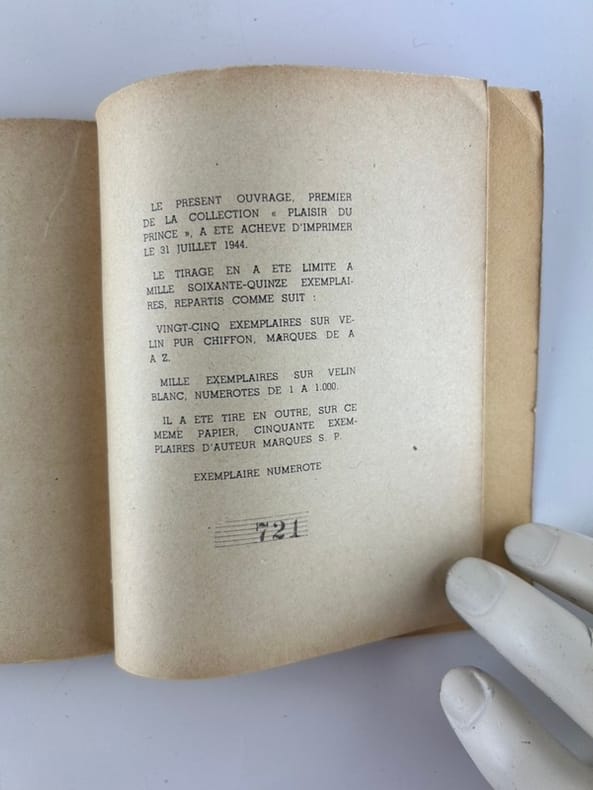 LE PRESENT OUVRAGE, PREMIER
DE LA COLLECTION « PLAISIR DU
PRINCE », A ETE ACHEVE D'IMPRIMER
LE 31 JUILLET 1944.
LE TIRAGE EN A ETE LIMITE A
MILLE SOIXANTE-QUINZE EXEMPLAI-
RES, REPARTIS COMME SUIT :
VINGT-CINQ EXEMPLAIRES SUR VE-
LIN PUR CHIFFON, MARQUES DE A
A Z.
MILLE EXEMPLAIRES SUR VELIN
BLANC, NUMEROTES DE 1 A 1.000.
IL A ETE TIRE EN OUTRE, SUR CE
MEME PAPIER, CINQUANTE EXEM-
PLAIRES D'AUTEUR MARQUES S. P.
EXEMPLAIRE NUMEROTE
721